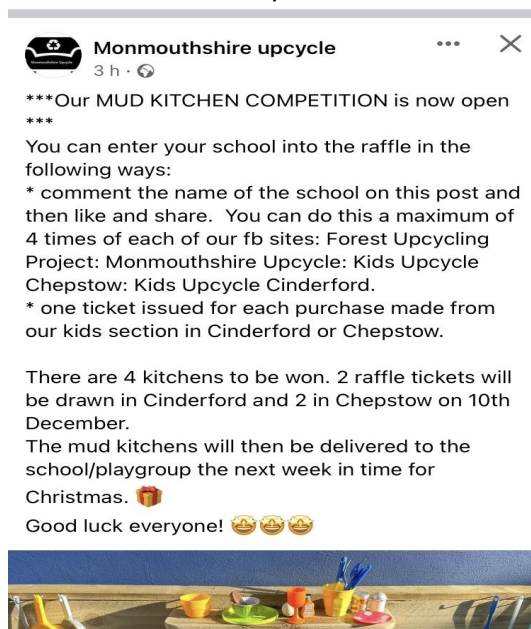 Monmouthshire upcycle
3 h
***Our MUD KITCHEN COMPETITION is now open
***
You can enter your school into the raffle in the
following ways:
* comment the name of the school on this post and
then like and share.  You can do this a maximum of
4 times of each of our fb sites: Forest Upcycling
Project: Monmouthshire Upcycle: Kids Upcycle
Chepstow: Kids Upcycle Cinderford.
* one ticket issued for each purchase made from
our kids section in Cinderford or Chepstow.
There are 4 kitchens to be won. 2 raffle tickets will
be drawn in Cinderford and 2 in Chepstow on 10th
December.
The mud kitchens will then be delivered to the
school/playgroup the next week in time for
Christmas. 🎁
Good luck everyone! 🤩🤩🤩